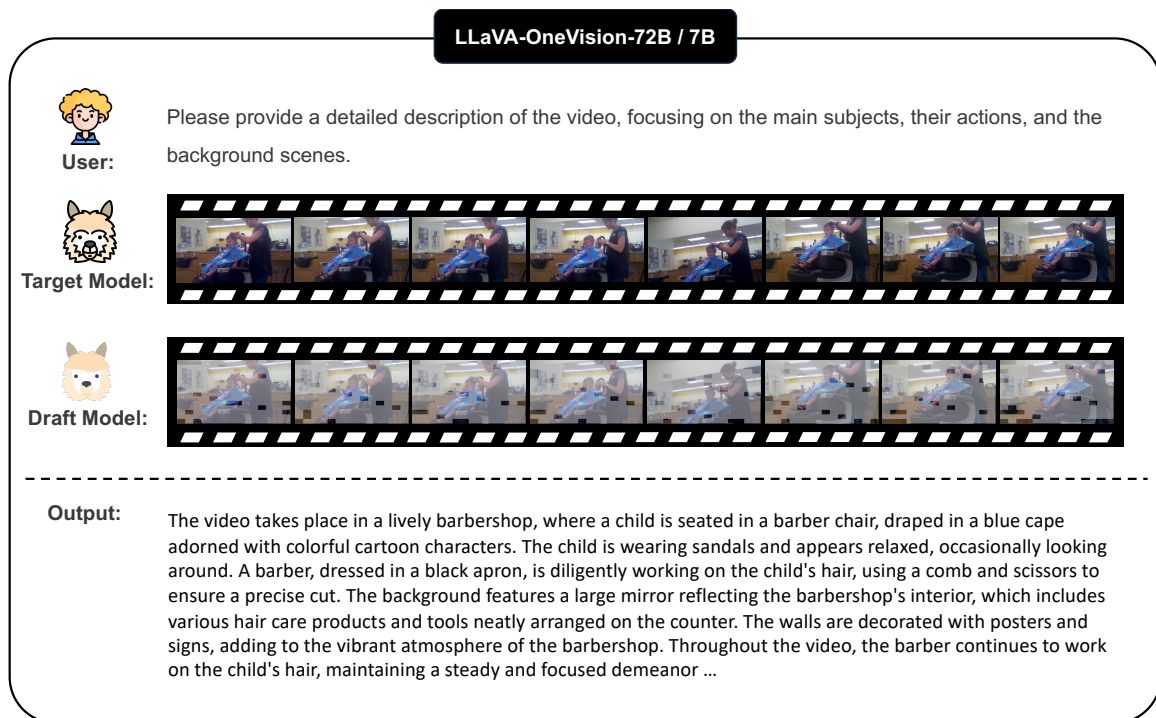 LLaVA-OneVision-72B / 7B
Please provide a detailed description of the video, focusing on the main subjects, their actions, and the
background scenes.
User:
Target Model:
Draft Model:
Output:
The video takes place in a lively barbershop, where a child is seated in a barber chair, draped in a blue cape
adorned with colorful cartoon characters. The child is wearing sandals and appears relaxed, occasionally looking
around. A barber, dressed in a black apron, is diligently working on the child's hair, using a comb and scissors to
ensure a precise cut. The background features a large mirror reflecting the barbershop's interior, which includes
various hair care products and tools neatly arranged on the counter. The walls are decorated with posters and
signs, adding to the vibrant atmosphere of the barbershop. Throughout the video, the barber continues to work
on the child's hair, maintaining a steady and focused demeanor ...